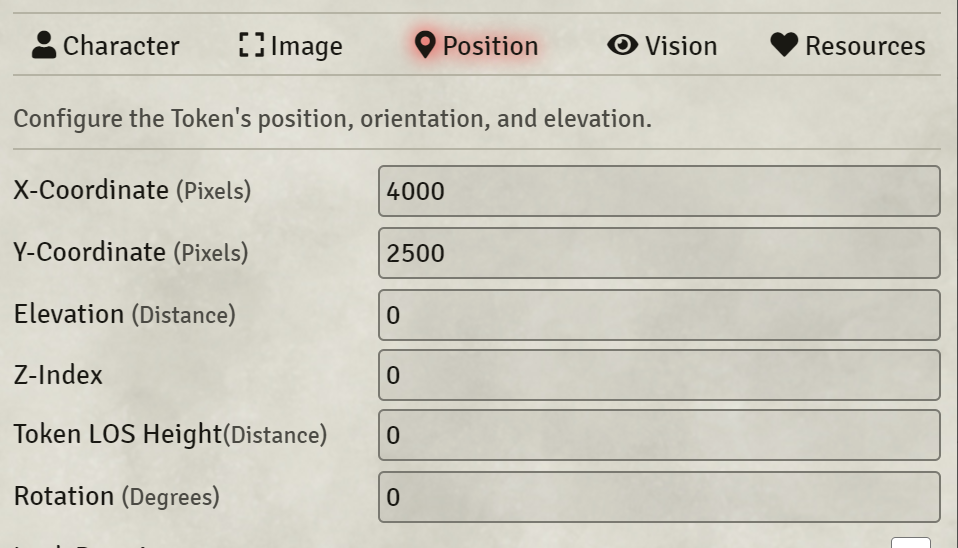 Character Image Position Vision Resources
Configure the Token's position, orientation, and elevation.
X-Coordinate (Pixels) 4000
Y-Coordinate (Pixels) 2500
Elevation (Distance) 0
Z-Index 0
Token LOS Height(Distance) 0
Rotation (Degrees) 0